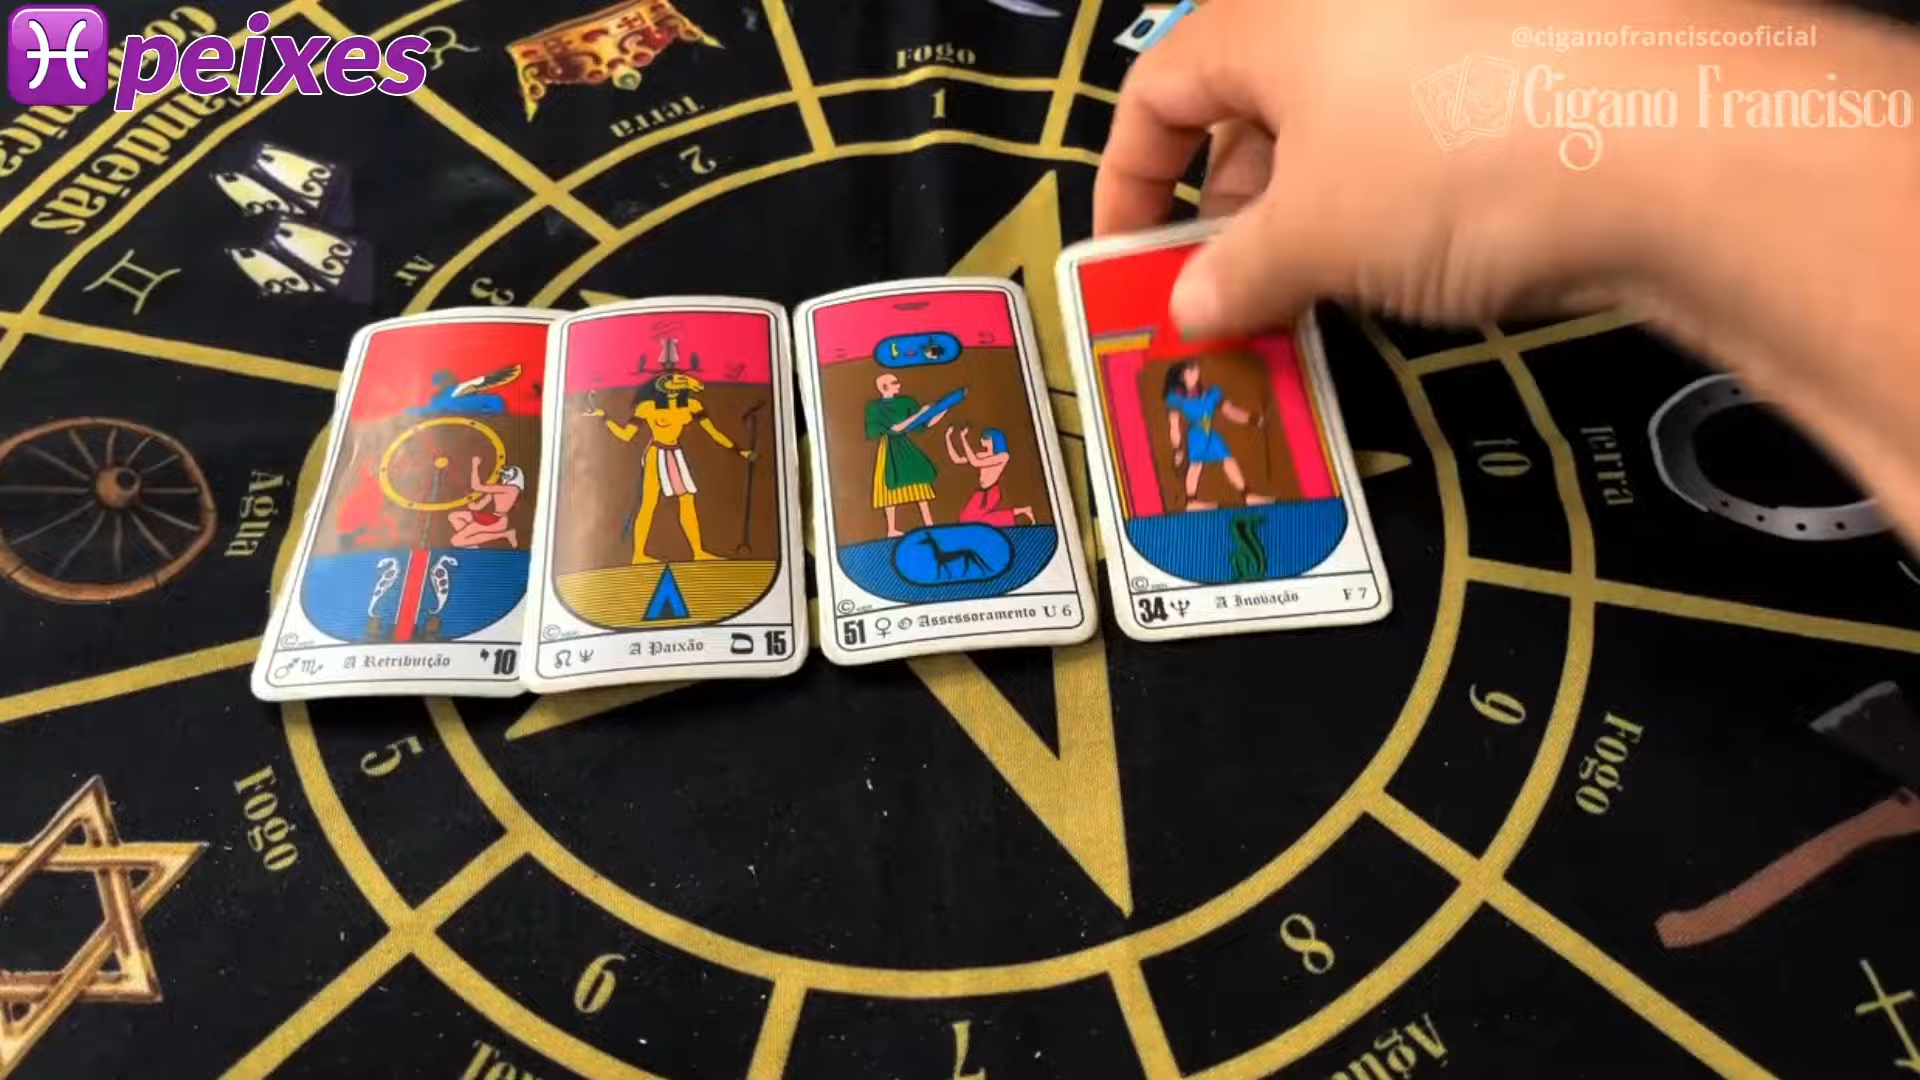 ♓ peixes
@ciganofranciscooficial
Cigano Francisco
Candeias
Fogo
1
Terra
2
Ar
3
Água
Fogo
5
6
7
8
Água
9
Fogo
10
Terra
A Retribuição 10
A Paixão 15
51 O Assessoramento U 6
34 A Inovação F 7